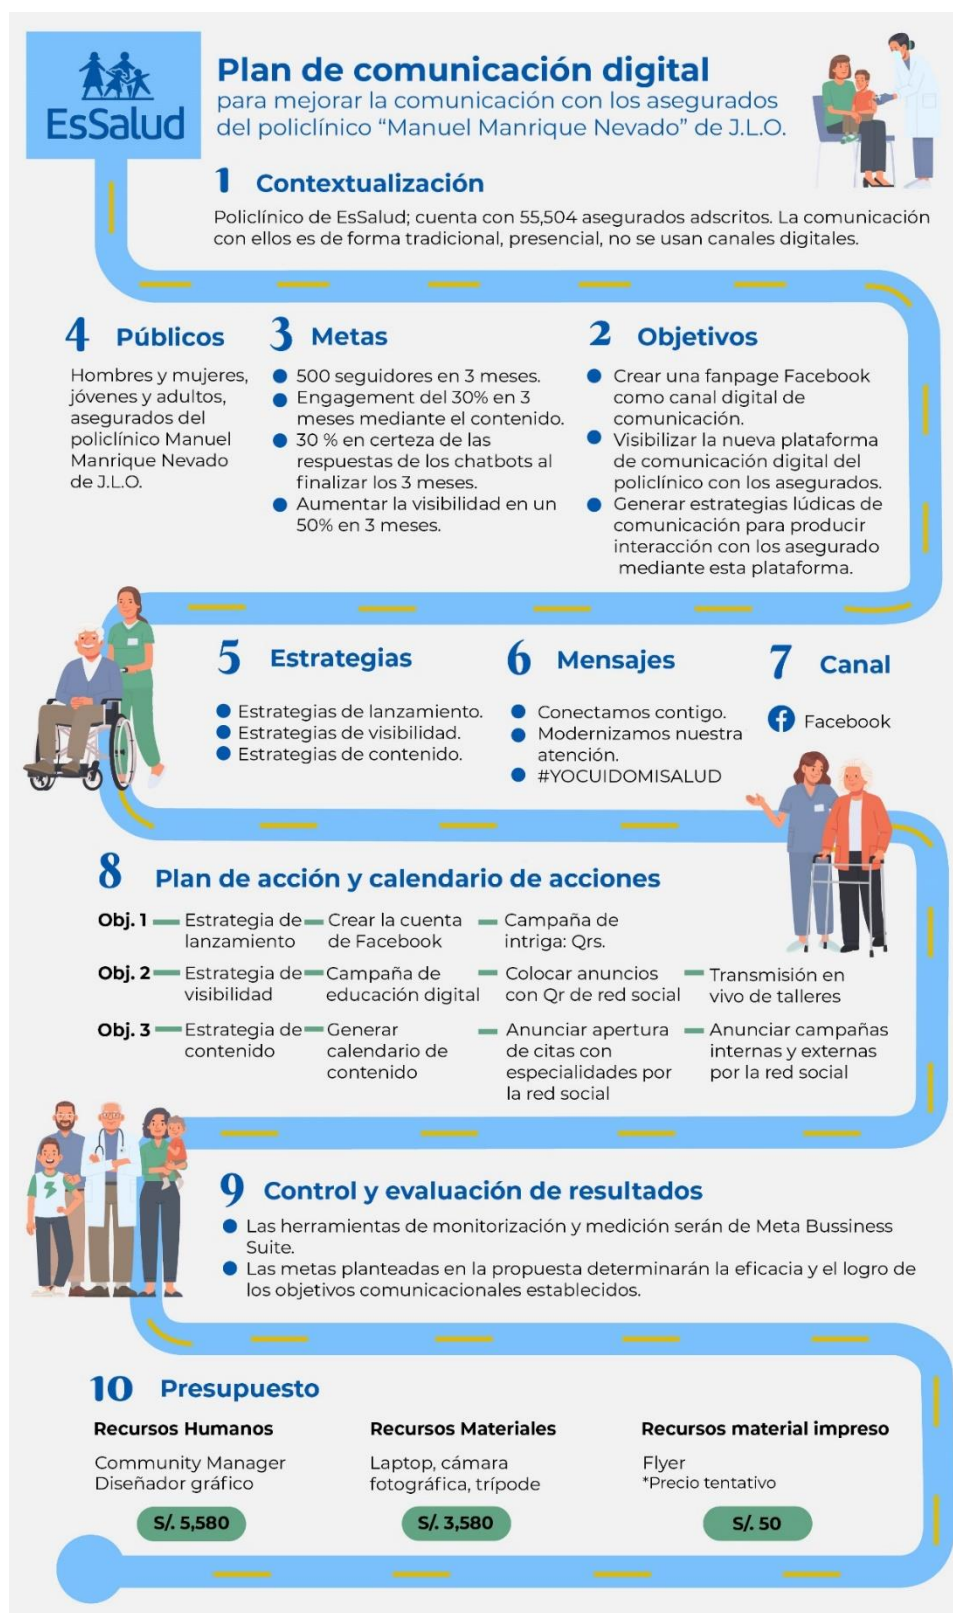 EsSalud
Plan de comunicación digital
para mejorar la comunicación con los asegurados
del policlínico “Manuel Manrique Nevado” de J.L.O.
1 Contextualización
Policlínico de EsSalud; cuenta con 55,504 asegurados adscritos. La comunicación
con ellos es de forma tradicional, presencial, no se usan canales digitales.
4 Públicos
Hombres y mujeres,
jóvenes y adultos,
asegurados del
policlínico Manuel
Manrique Nevado
de J.L.O.
3 Metas
500 seguidores en 3 meses.
Engagement del 30% en 3
meses mediante el contenido.
30 % en certeza de las
respuestas de los chatbots al
finalizar los 3 meses.
Aumentar la visibilidad en un
50% en 3 meses.
2 Objetivos
Crear una fanpage Facebook
como canal digital de
comunicación.
Visibilizar la nueva plataforma
de comunicación digital del
policlínico con los asegurados.
Generar estrategias lúdicas de
comunicación para producir
interacción con los asegurado
mediante esta plataforma.
5 Estrategias
Estrategias de lanzamiento.
Estrategias de visibilidad.
Estrategias de contenido.
6 Mensajes
Conectamos contigo.
Modernizamos nuestra
atención.
#YOCUIDOMISALUD
7 Canal
Facebook
8 Plan de acción y calendario de acciones
Obj. 1
Estrategia de
lanzamiento
Crear la cuenta
de Facebook
Campaña de
intriga: Qrs.
Obj. 2
Estrategia de
visibilidad
Campaña de
educación digital
Colocar anuncios
con Qr de red social
Transmisión en
vivo de talleres
Obj. 3
Estrategia de
contenido
Generar
calendario de
contenido
Anunciar apertura
de citas con
especialidades por
la red social
Anunciar campañas
internas y externas
por la red social
9 Control y evaluación de resultados
Las herramientas de monitorización y medición serán de Meta Bussiness
Suite.
Las metas planteadas en la propuesta determinarán la eficacia y el logro de
los objetivos comunicacionales establecidos.
10 Presupuesto
Recursos Humanos
Community Manager
Diseñador gráfico
S/. 5,580
Recursos Materiales
Laptop, cámara
fotográfica, trípode
S/. 3,580
Recursos material impreso
Flyer
*Precio tentativo
S/. 50